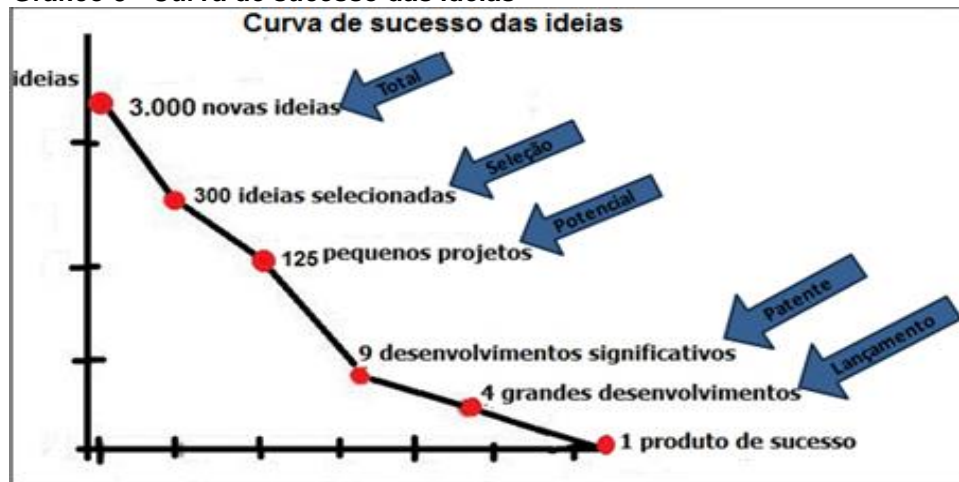 Curva de sucesso das ideias
ideias
3.000 novas ideias
Total
300 ideias selecionadas
Seleção
125 pequenos projetos
Potencial
9 desenvolvimentos significativos
Patente
4 grandes desenvolvimentos
Lançamento
1 produto de sucesso